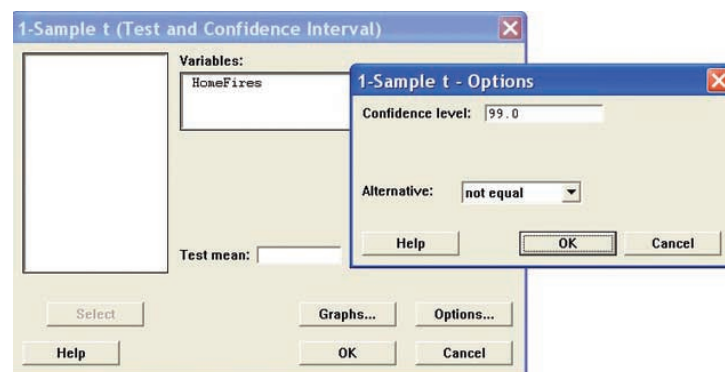 1-Sample t (Test and Confidence Interval)
Variables:
HomeFires
Test mean:
Select
Graphs...
Options...
Help
OK
Cancel
1-Sample t - Options
Confidence level: 99.0
Alternative: not equal
Help
OK
Cancel